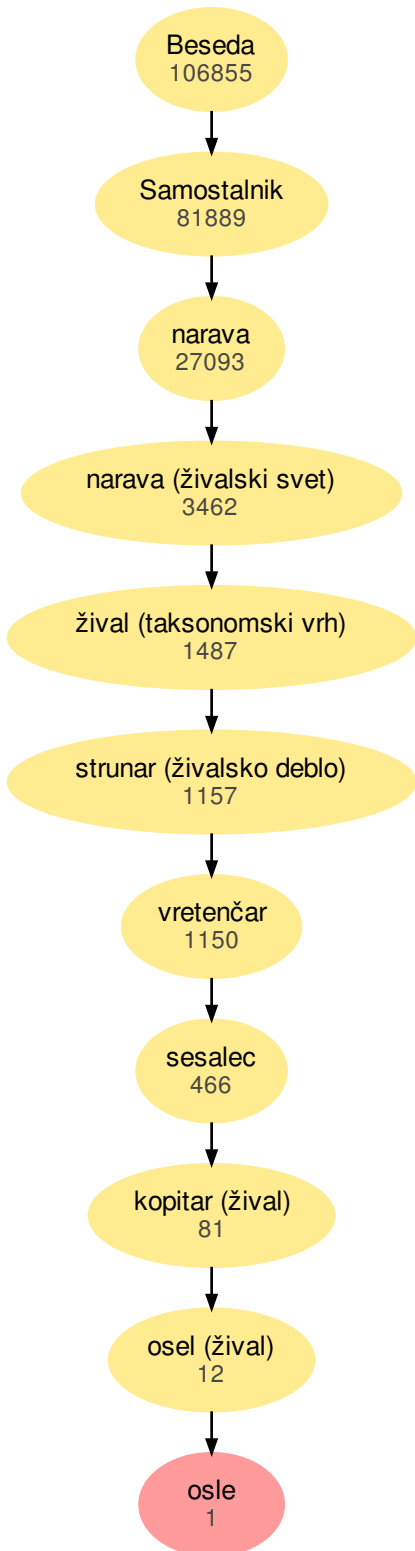 Beseda
106855
Samostalnik
81889
narava
27093
narava (živalski svet)
3462
žival (taksonomski vrh)
1487
strunar (živalsko deblo)
1157
vretenčar
1150
sesalec
466
kopitar (žival)
81
osel (žival)
12
osle
1